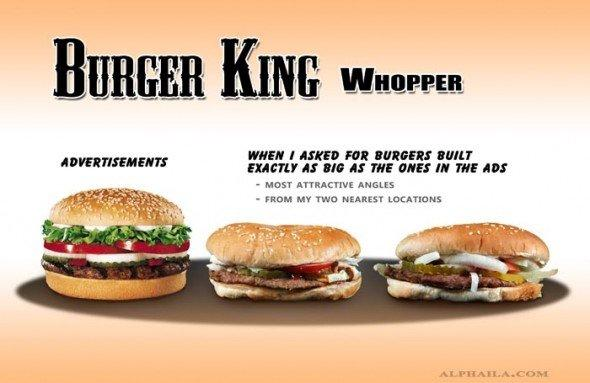 BURGER KING WHOPPER
ADVERTISEMENTS
WHEN I ASKED FOR BURGERS BUILT
EXACTLY AS BIG AS THE ONES IN THE ADS
- MOST ATTRACTIVE ANGLES
- FROM MY TWO NEAREST LOCATIONS
ALPHAILA.COM